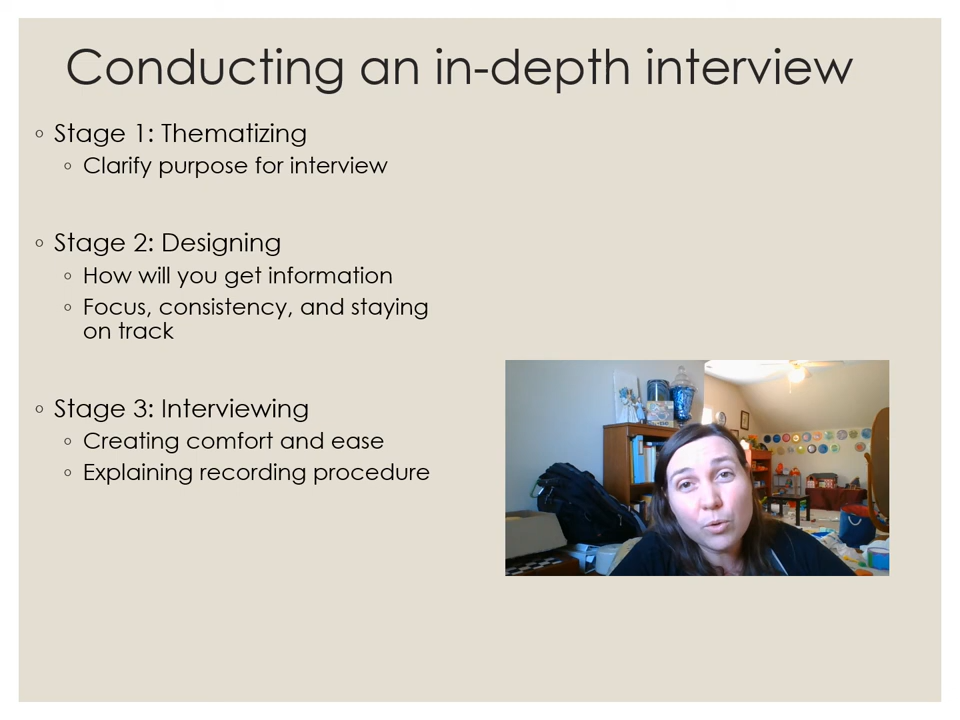 Conducting an in-depth interview
◦ Stage 1: Thematizing
◦ Clarify purpose for interview
◦ Stage 2: Designing
◦ How will you get information
◦ Focus, consistency, and staying
on track
◦ Stage 3: Interviewing
◦ Creating comfort and ease
◦ Explaining recording procedure